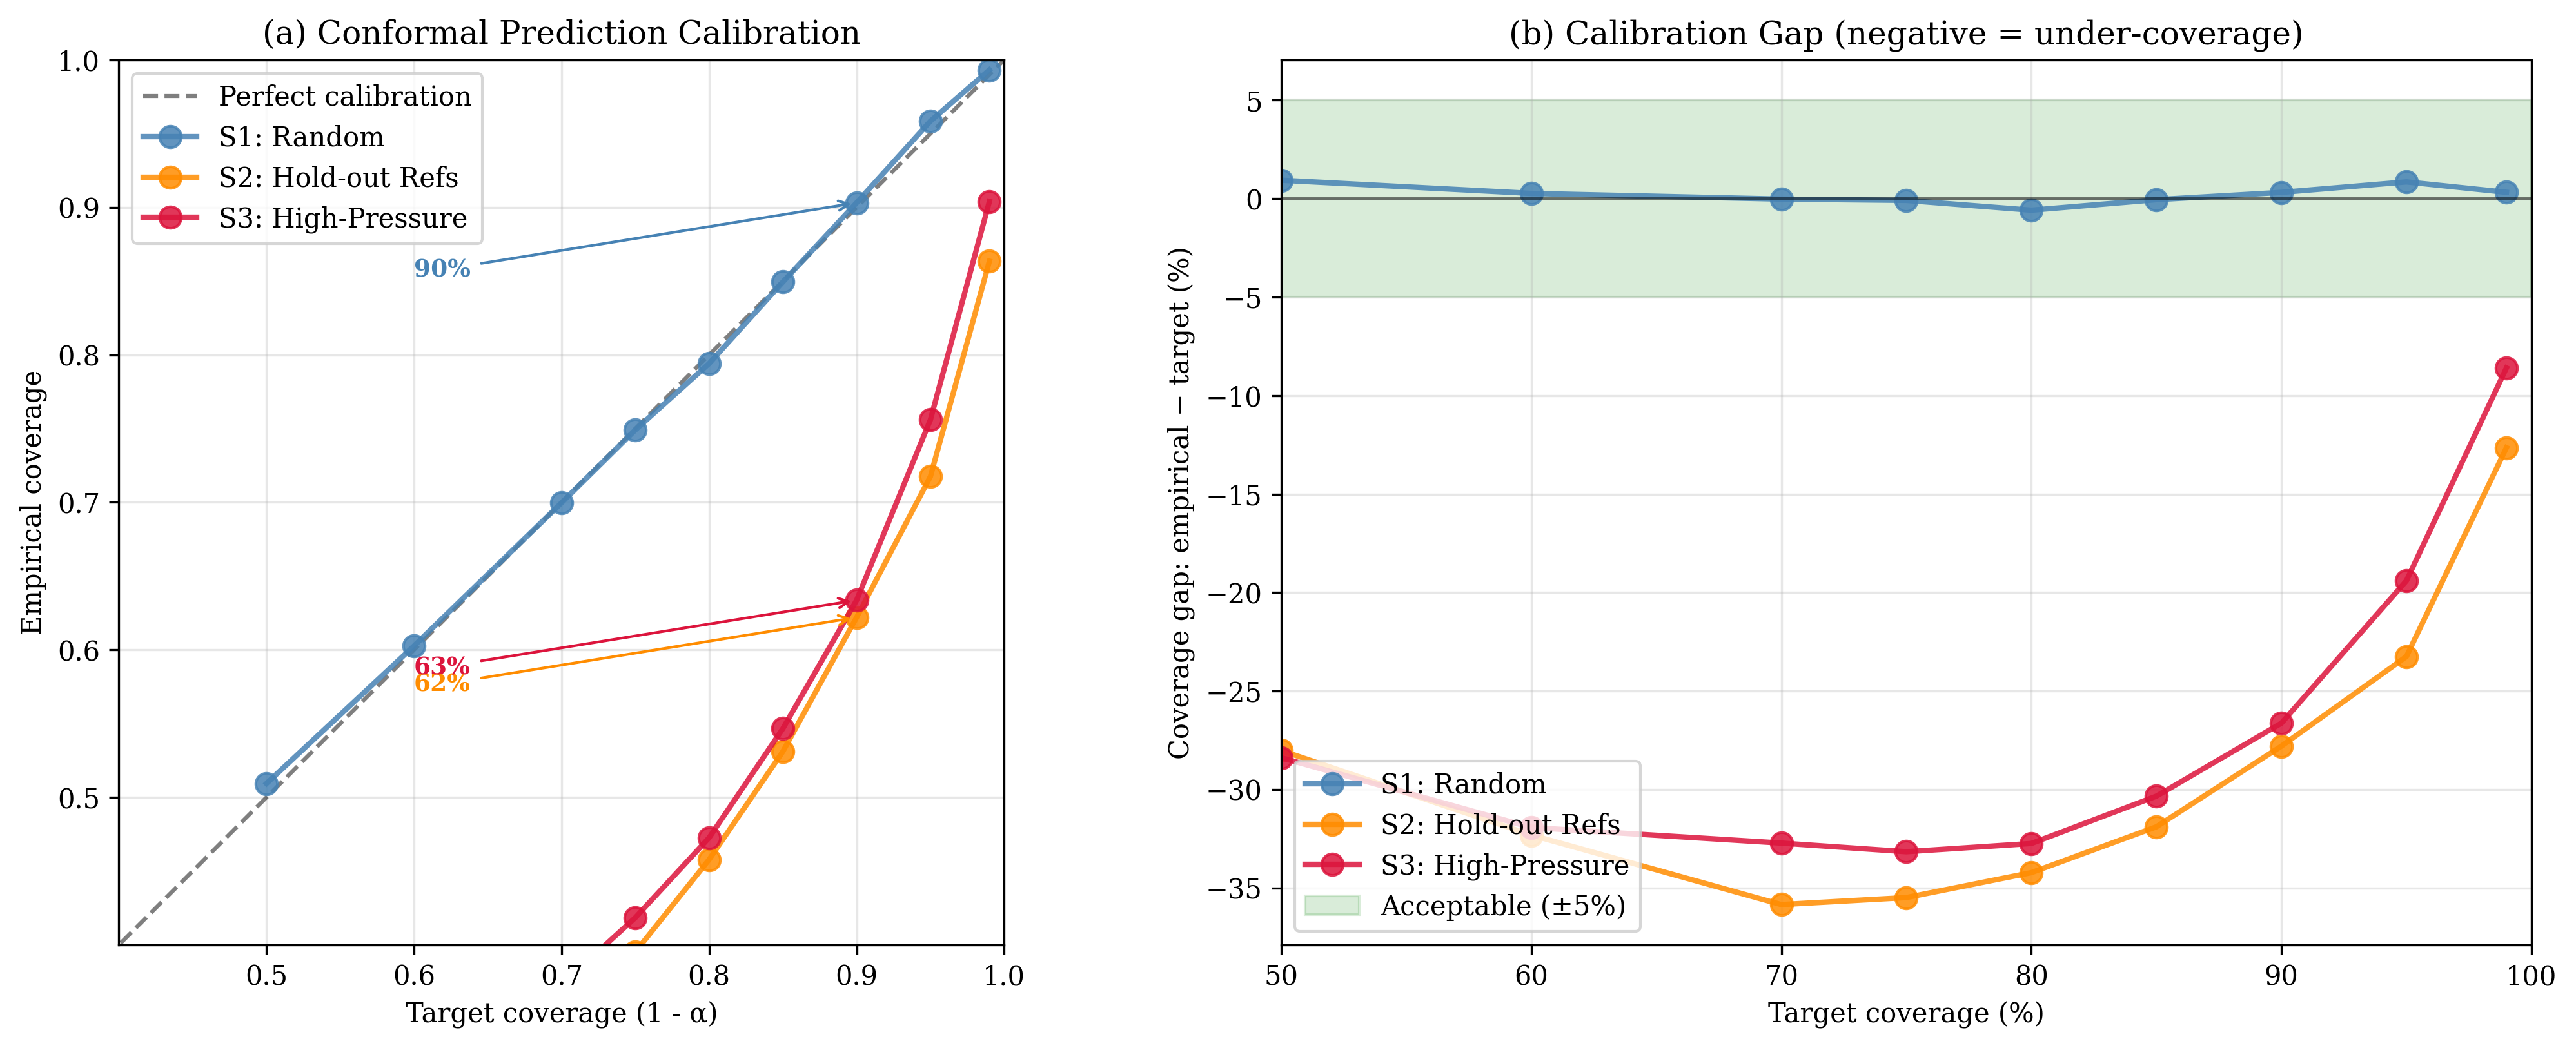 (a) Conformal Prediction Calibration
1.0
0.9
0.8
0.7
0.6
0.5
Empirical coverage
Perfect calibration
S1: Random
S2: Hold-out Refs
S3: High-Pressure
90%
63%
62%
0.5
0.6
0.7
0.8
0.9
1.0
Target coverage (1 - α)
(b) Calibration Gap (negative = under-coverage)
5
0
−5
−10
−15
−20
−25
−30
−35
Coverage gap: empirical − target (%)
S1: Random
S2: Hold-out Refs
S3: High-Pressure
Acceptable (±5%)
50
60
70
80
90
100
Target coverage (%)